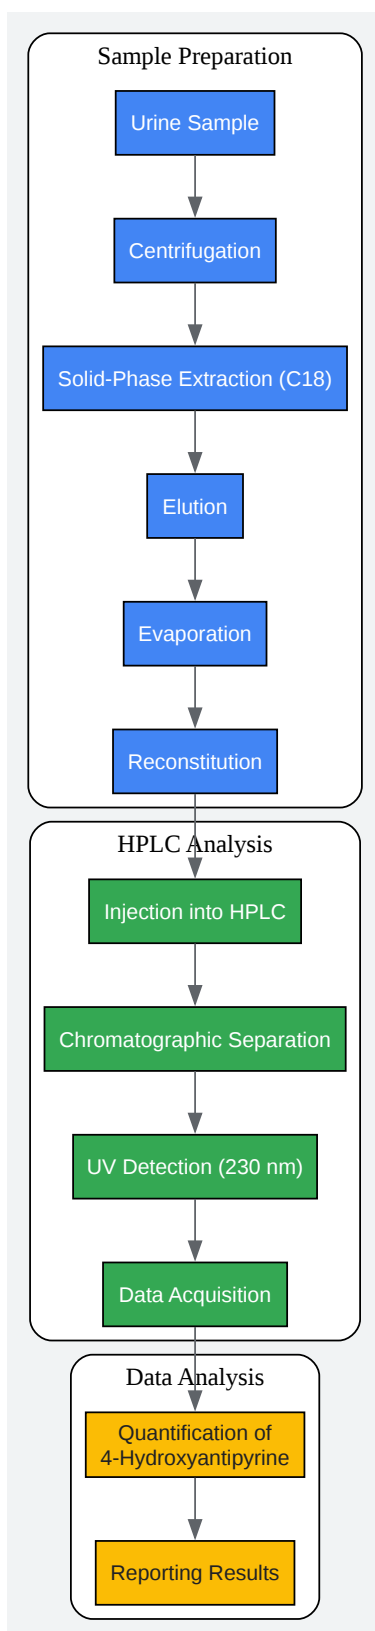 Sample Preparation
Urine Sample
Centrifugation
Solid-Phase Extraction (C18)
Elution
Evaporation
Reconstitution
HPLC Analysis
Injection into HPLC
Chromatographic Separation
UV Detection (230 nm)
Data Acquisition
Data Analysis
Quantification of
4-Hydroxyantipyrine
Reporting Results